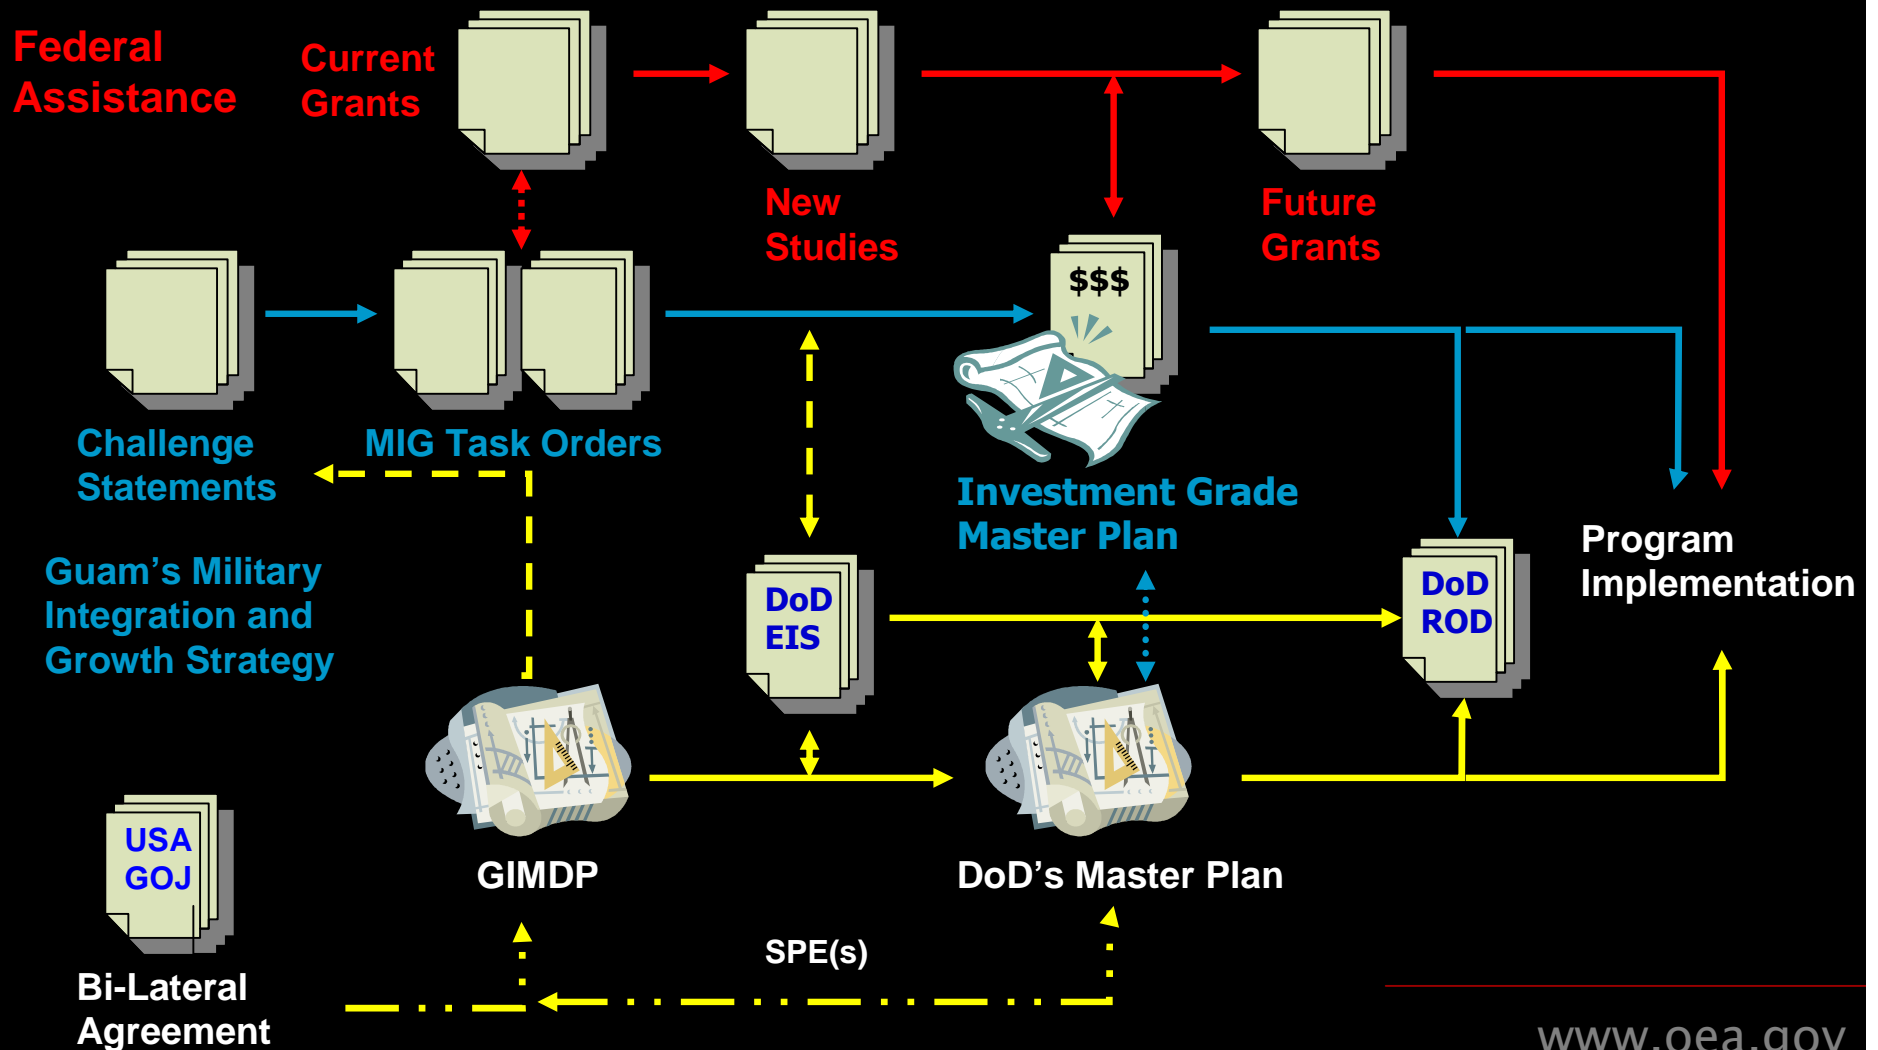 Federal
Assistance
Current
Grants
New
Studies
Future
Grants
$$$
Challenge
Statements
MIG Task Orders
Investment Grade
Master Plan
Guam’s Military
Integration and
Growth Strategy
DoD
EIS
DoD
ROD
Program
Implementation
USA
GOJ
GIMDP
DoD’s Master Plan
SPE(s)
Bi-Lateral
Agreement
www.oea.gov